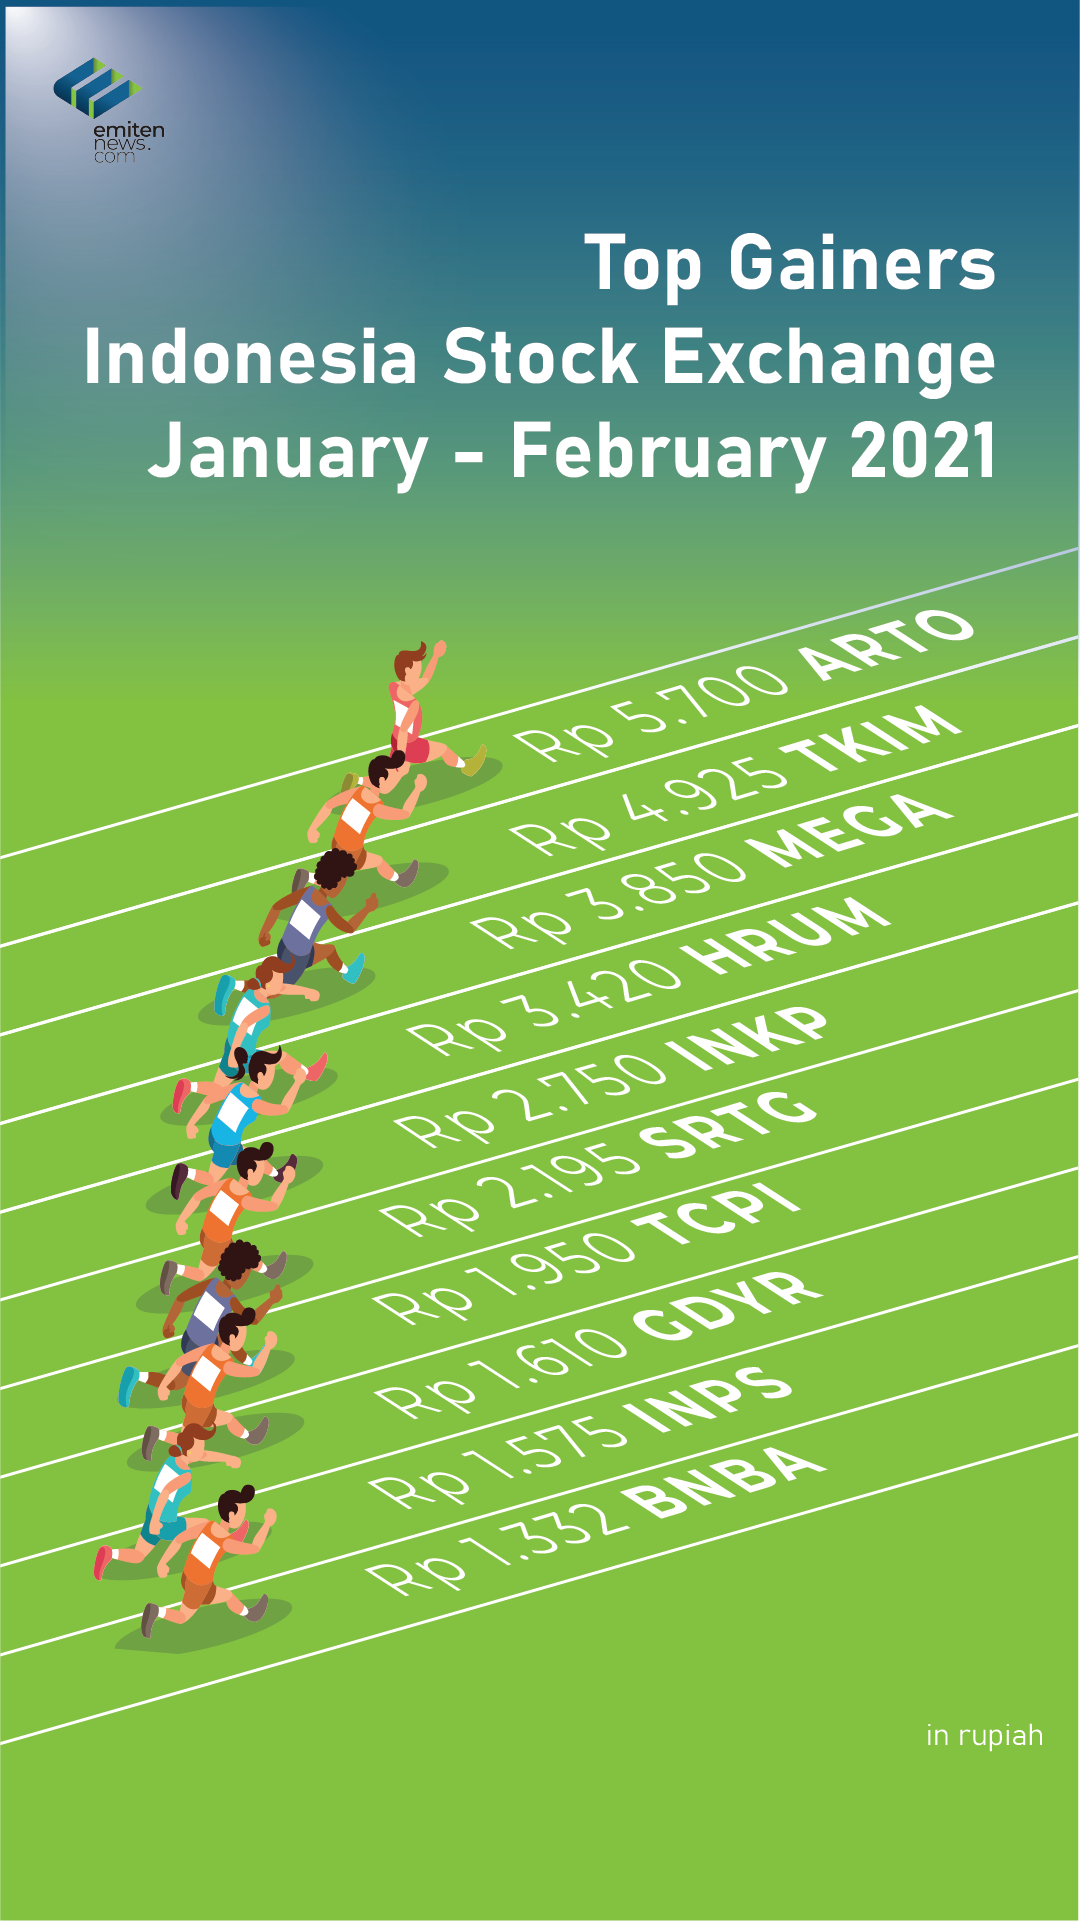 emiten
news.
com
Top Gainers
Indonesia Stock Exchange
January - February 2021
Rp 5.700 ARTO
Rp 4.925 TKIM
Rp 3.850 MEGA
Rp 3.420 HRUM
Rp 2.750 INKP
Rp 2.195 SRTG
Rp 1.950 TCPI
Rp 1.610 GDYR
Rp 1.575 INPS
Rp 1.332 BNBA
in rupiah